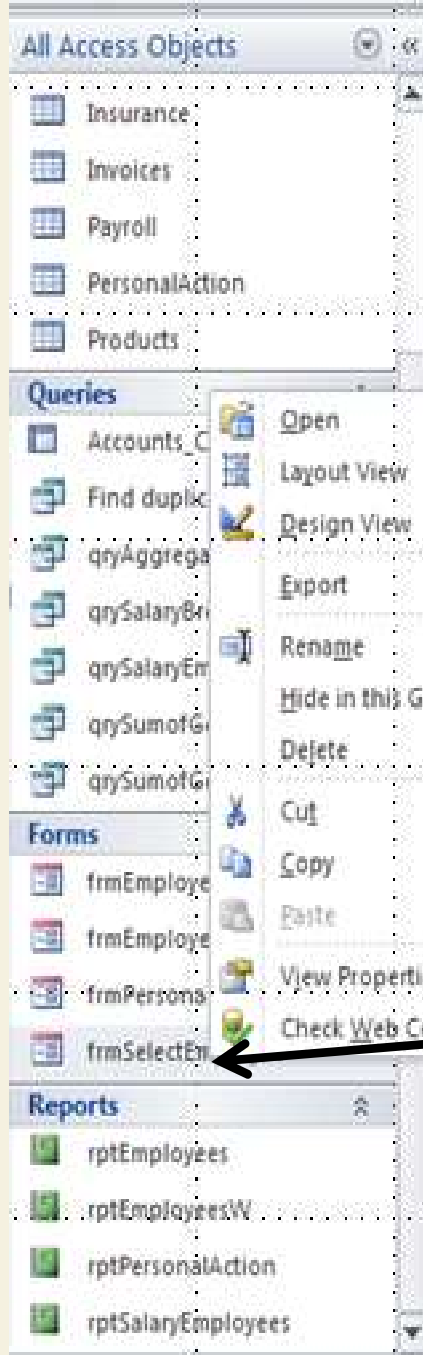 All Access Objects
Insurance
Invoices
Payroll
PersonalAction
Products
Queries
Accounts_C
Find duplic
qryAggrega
qrySalaryBr
qrySalaryEm
qrySumofG
qrySumofG
Open
Layout View
Design View
Export
Rename
Hide in this G
Delete
Cut
Copy
Paste
View Properti
Check Web Co
Forms
frmEmploye
frmEmploye
frmPersona
frmSelectEm
Reports
rptEmployees
rptEmployeesW
rptPersonalAction
rptSalaryEmployees